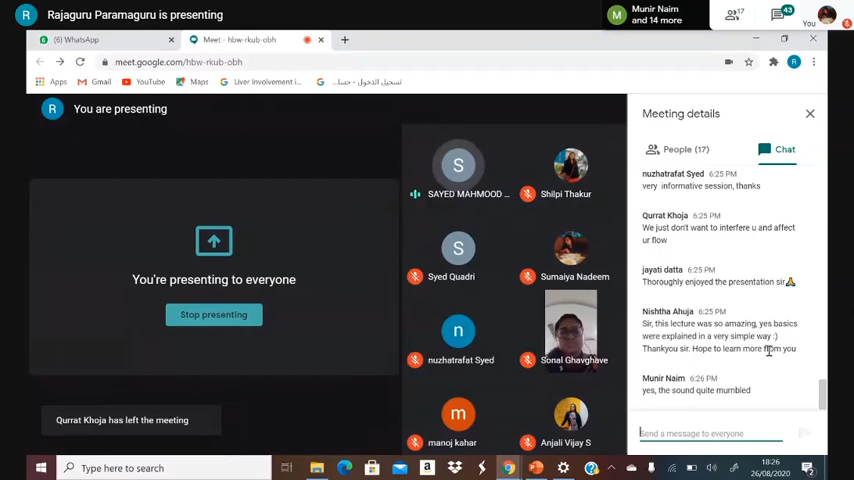 R Rajaguru Paramaguru is presenting
M Munir Naim
and 14 more
17
43
You
(6) WhatsApp
Meet - hbw-rkub-obh
meet.google.com/hbw-rkub-obh
R
Apps
Gmail
YouTube
Maps
Liver Involvement i...
تسجيل الدخول - حسا...
R You are presenting
You're presenting to everyone
Stop presenting
Qurrat Khoja has left the meeting
S
SAYED MAHMOOD ...
Shilpi Thakur
S
Syed Quadri
Sumaiya Nadeem
n
nuzhatrafat Syed
Sonal Ghavghave
m
manoj kahar
Anjali Vijay S
Meeting details
People (17)
Chat
nuzhatrafat Syed 6:25 PM
very informative session, thanks
Qurrat Khoja 6:25 PM
We just don't want to interfere u and affect
ur flow
jayati datta 6:25 PM
Thoroughly enjoyed the presentation sir🙏
Nishtha Ahuja 6:25 PM
Sir, this lecture was so amazing, yes basics
were explained in a very simple way :)
Thankyou sir. Hope to learn more from you
Munir Naim 6:26 PM
yes, the sound quite mumbled
Send a message to everyone
Type here to search
a
18:26
26/08/2020
2